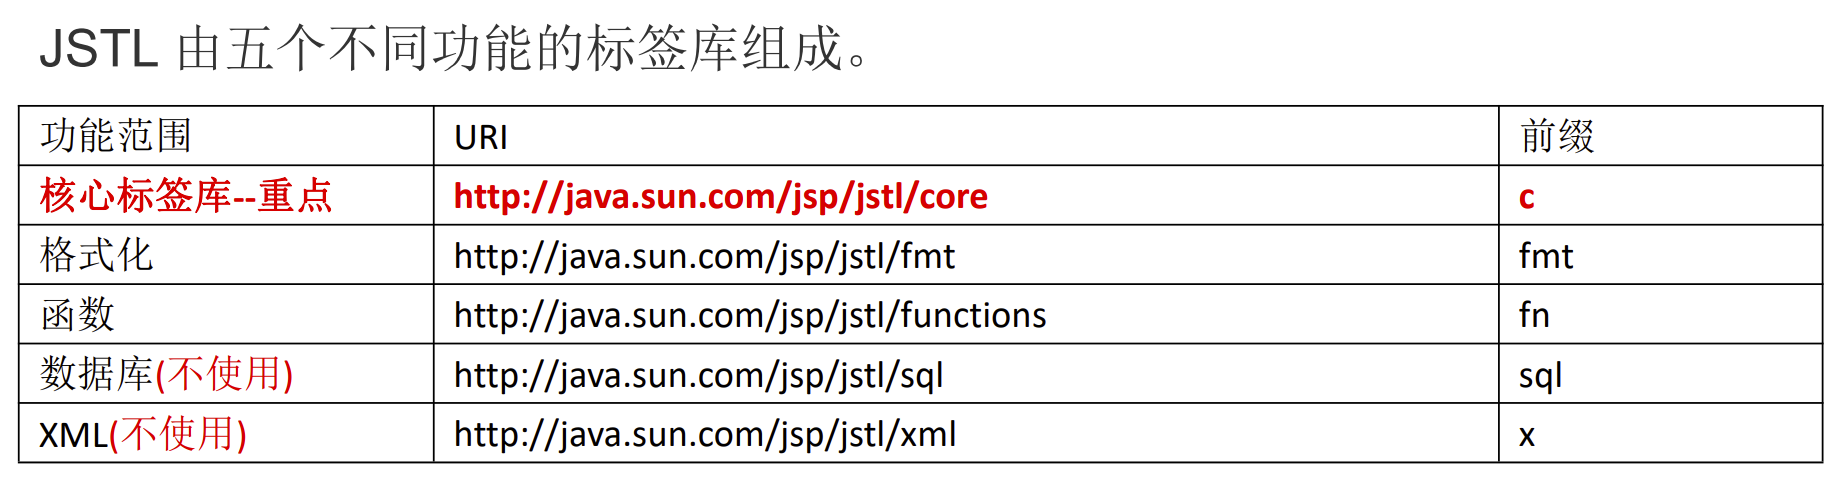 JSTL 由五个不同功能的标签库组成。
功能范围 URI 前缀
核心标签库--重点 http://java.sun.com/jsp/jstl/core c
格式化 http://java.sun.com/jsp/jstl/fmt fmt
函数 http://java.sun.com/jsp/jstl/functions fn
数据库(不使用) http://java.sun.com/jsp/jstl/sql sql
XML(不使用) http://java.sun.com/jsp/jstl/xml x